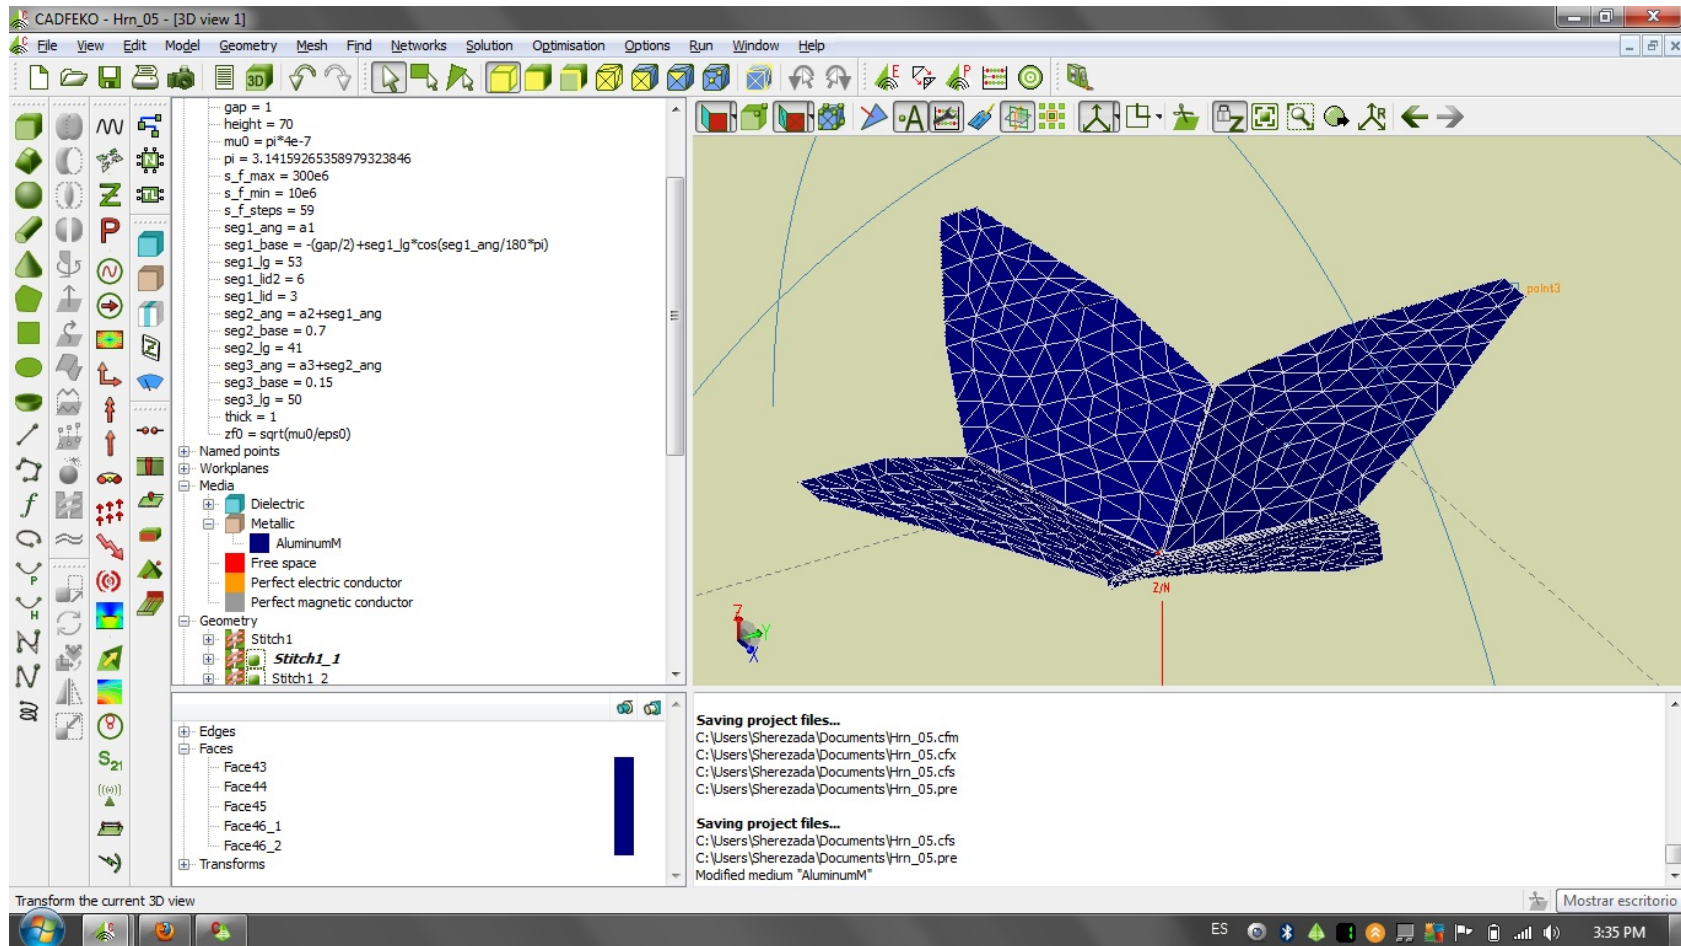 CADFEKO - Hrn_05 - [3D view 1]
File View Edit Model Geometry Mesh Find Networks Solution Optimisation Options Run Window Help
3D
E
P
A
Z
R
gap = 1
height = 70
mu0 = pi*4e-7
pi = 3.14159265358979323846
s_f_max = 300e6
s_f_min = 10e6
s_f_steps = 59
seg1_ang = a1
seg1_base = -(gap/2)+seg1_lg*cos(seg1_ang/180*pi)
seg1_lg = 53
seg1_lid2 = 6
seg1_lid = 3
seg2_ang = a2+seg1_ang
seg2_base = 0.7
seg2_lg = 41
seg3_ang = a3+seg2_ang
seg3_base = 0.15
seg3_lg = 50
thick = 1
zf0 = sqrt(mu0/eps0)
Named points
Workplanes
Media
Dielectric
Metallic
AluminumM
Free space
Perfect electric conductor
Perfect magnetic conductor
Geometry
Stitch1
Stitch1_1
Stitch1_2
N
TL
Z
P
Z
f
P
H
N
N
S21
point3
Z/N
Z
Y
X
Edges
Faces
Face43
Face44
Face45
Face46_1
Face46_2
Transforms
Saving project files...
C:\Users\Sherezada\Documents\Hrn_05.cfm
C:\Users\Sherezada\Documents\Hrn_05.cfx
C:\Users\Sherezada\Documents\Hrn_05.cfs
C:\Users\Sherezada\Documents\Hrn_05.pre
Saving project files...
C:\Users\Sherezada\Documents\Hrn_05.cfs
C:\Users\Sherezada\Documents\Hrn_05.pre
Modified medium "AluminumM"
Transform the current 3D view
Mostrar escritorio
ES
3:35 PM